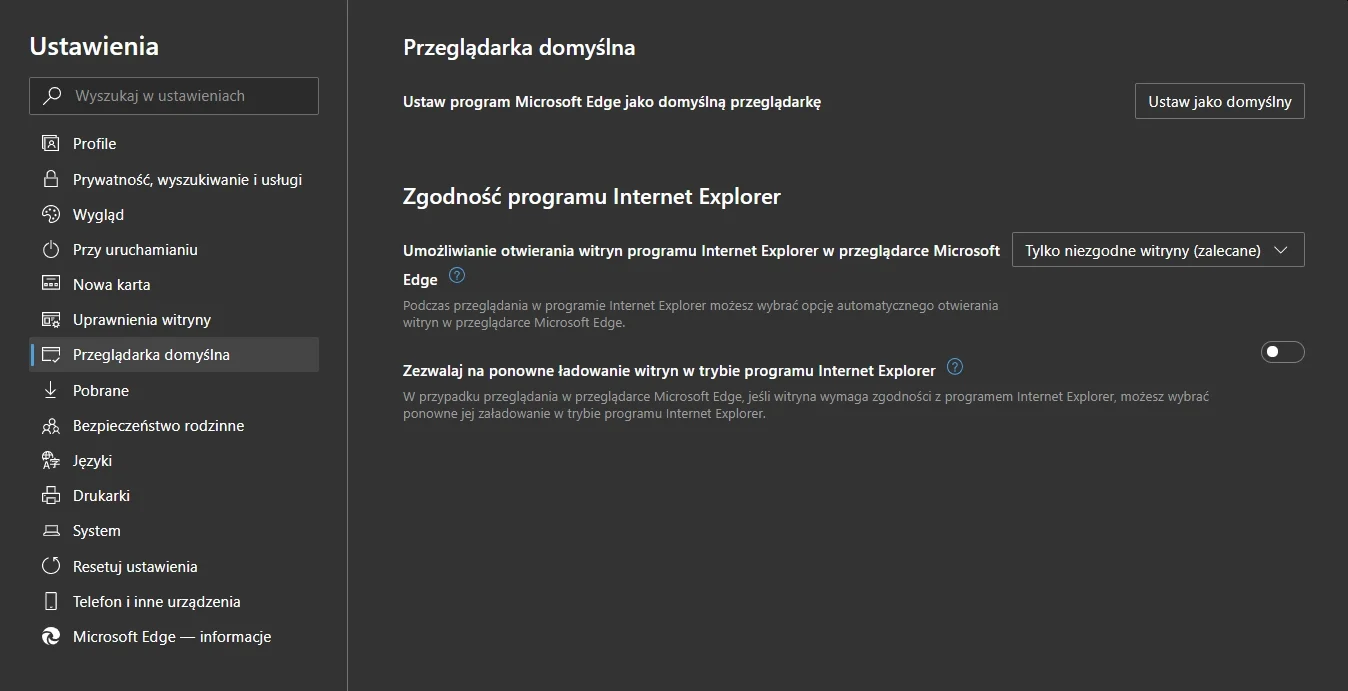 Ustawienia
Wyszukaj w ustawieniach
Profile
Prywatność, wyszukiwanie i usługi
Wygląd
Przy uruchamianiu
Nowa karta
Uprawnienia witryny
Przeglądarka domyślna
Pobrane
Bezpieczeństwo rodzinne
Języki
Drukarki
System
Resetuj ustawienia
Telefon i inne urządzenia
Microsoft Edge — informacje
Przeglądarka domyślna
Ustaw program Microsoft Edge jako domyślną przeglądarkę
Ustaw jako domyślny
Zgodność programu Internet Explorer
Umożliwianie otwierania witryn programu Internet Explorer w przeglądarce Microsoft
Edge
Tylko niezgodne witryny (zalecane)
Podczas przeglądania w programie Internet Explorer możesz wybrać opcję automatycznego otwierania
witryn w przeglądarce Microsoft Edge.
Zezwalaj na ponowne ładowanie witryn w trybie programu Internet Explorer
W przypadku przeglądania w przeglądarce Microsoft Edge, jeśli witryna wymaga zgodności z programem Internet Explorer, możesz wybrać
ponowne jej załadowanie w trybie programu Internet Explorer.